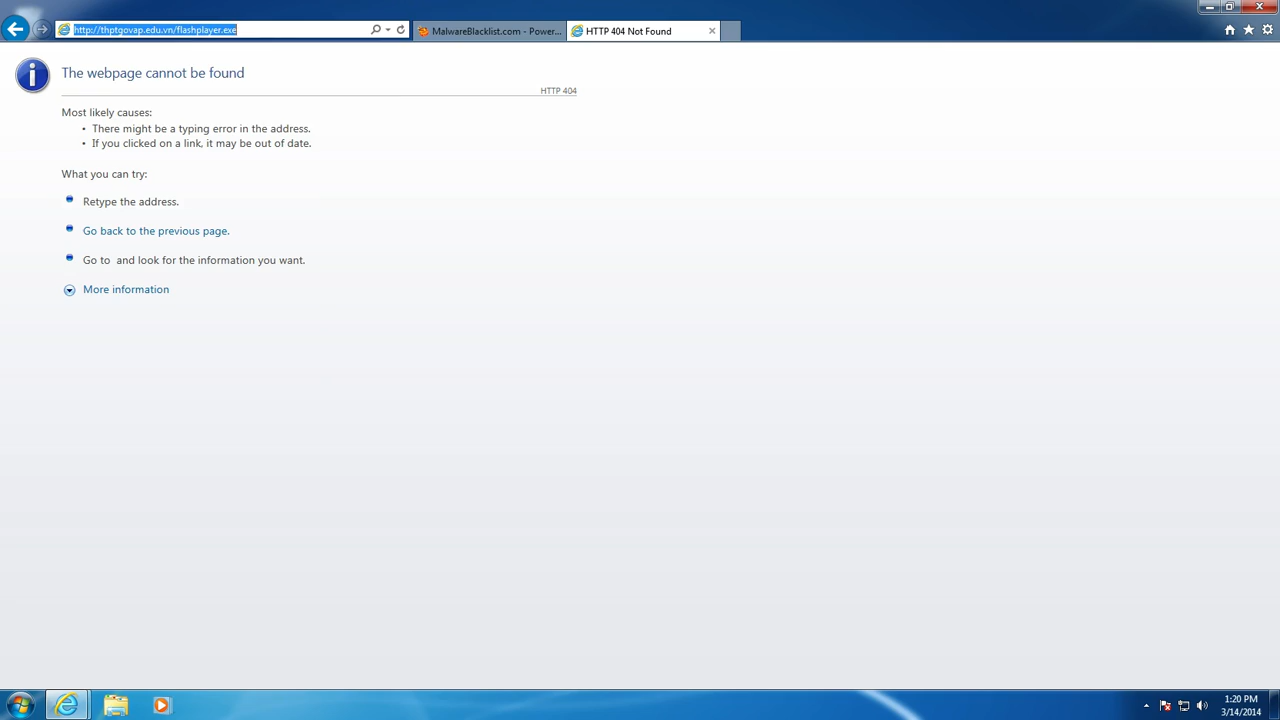 http://thptgovap.edu.vn/flashplayer.exe
MalwareBlacklist.com - Power...
HTTP 404 Not Found
The webpage cannot be found
HTTP 404
Most likely causes:
• There might be a typing error in the address.
• If you clicked on a link, it may be out of date.
What you can try:
Retype the address.
Go back to the previous page.
Go to  and look for the information you want.
More information
1:20 PM
3/14/2014